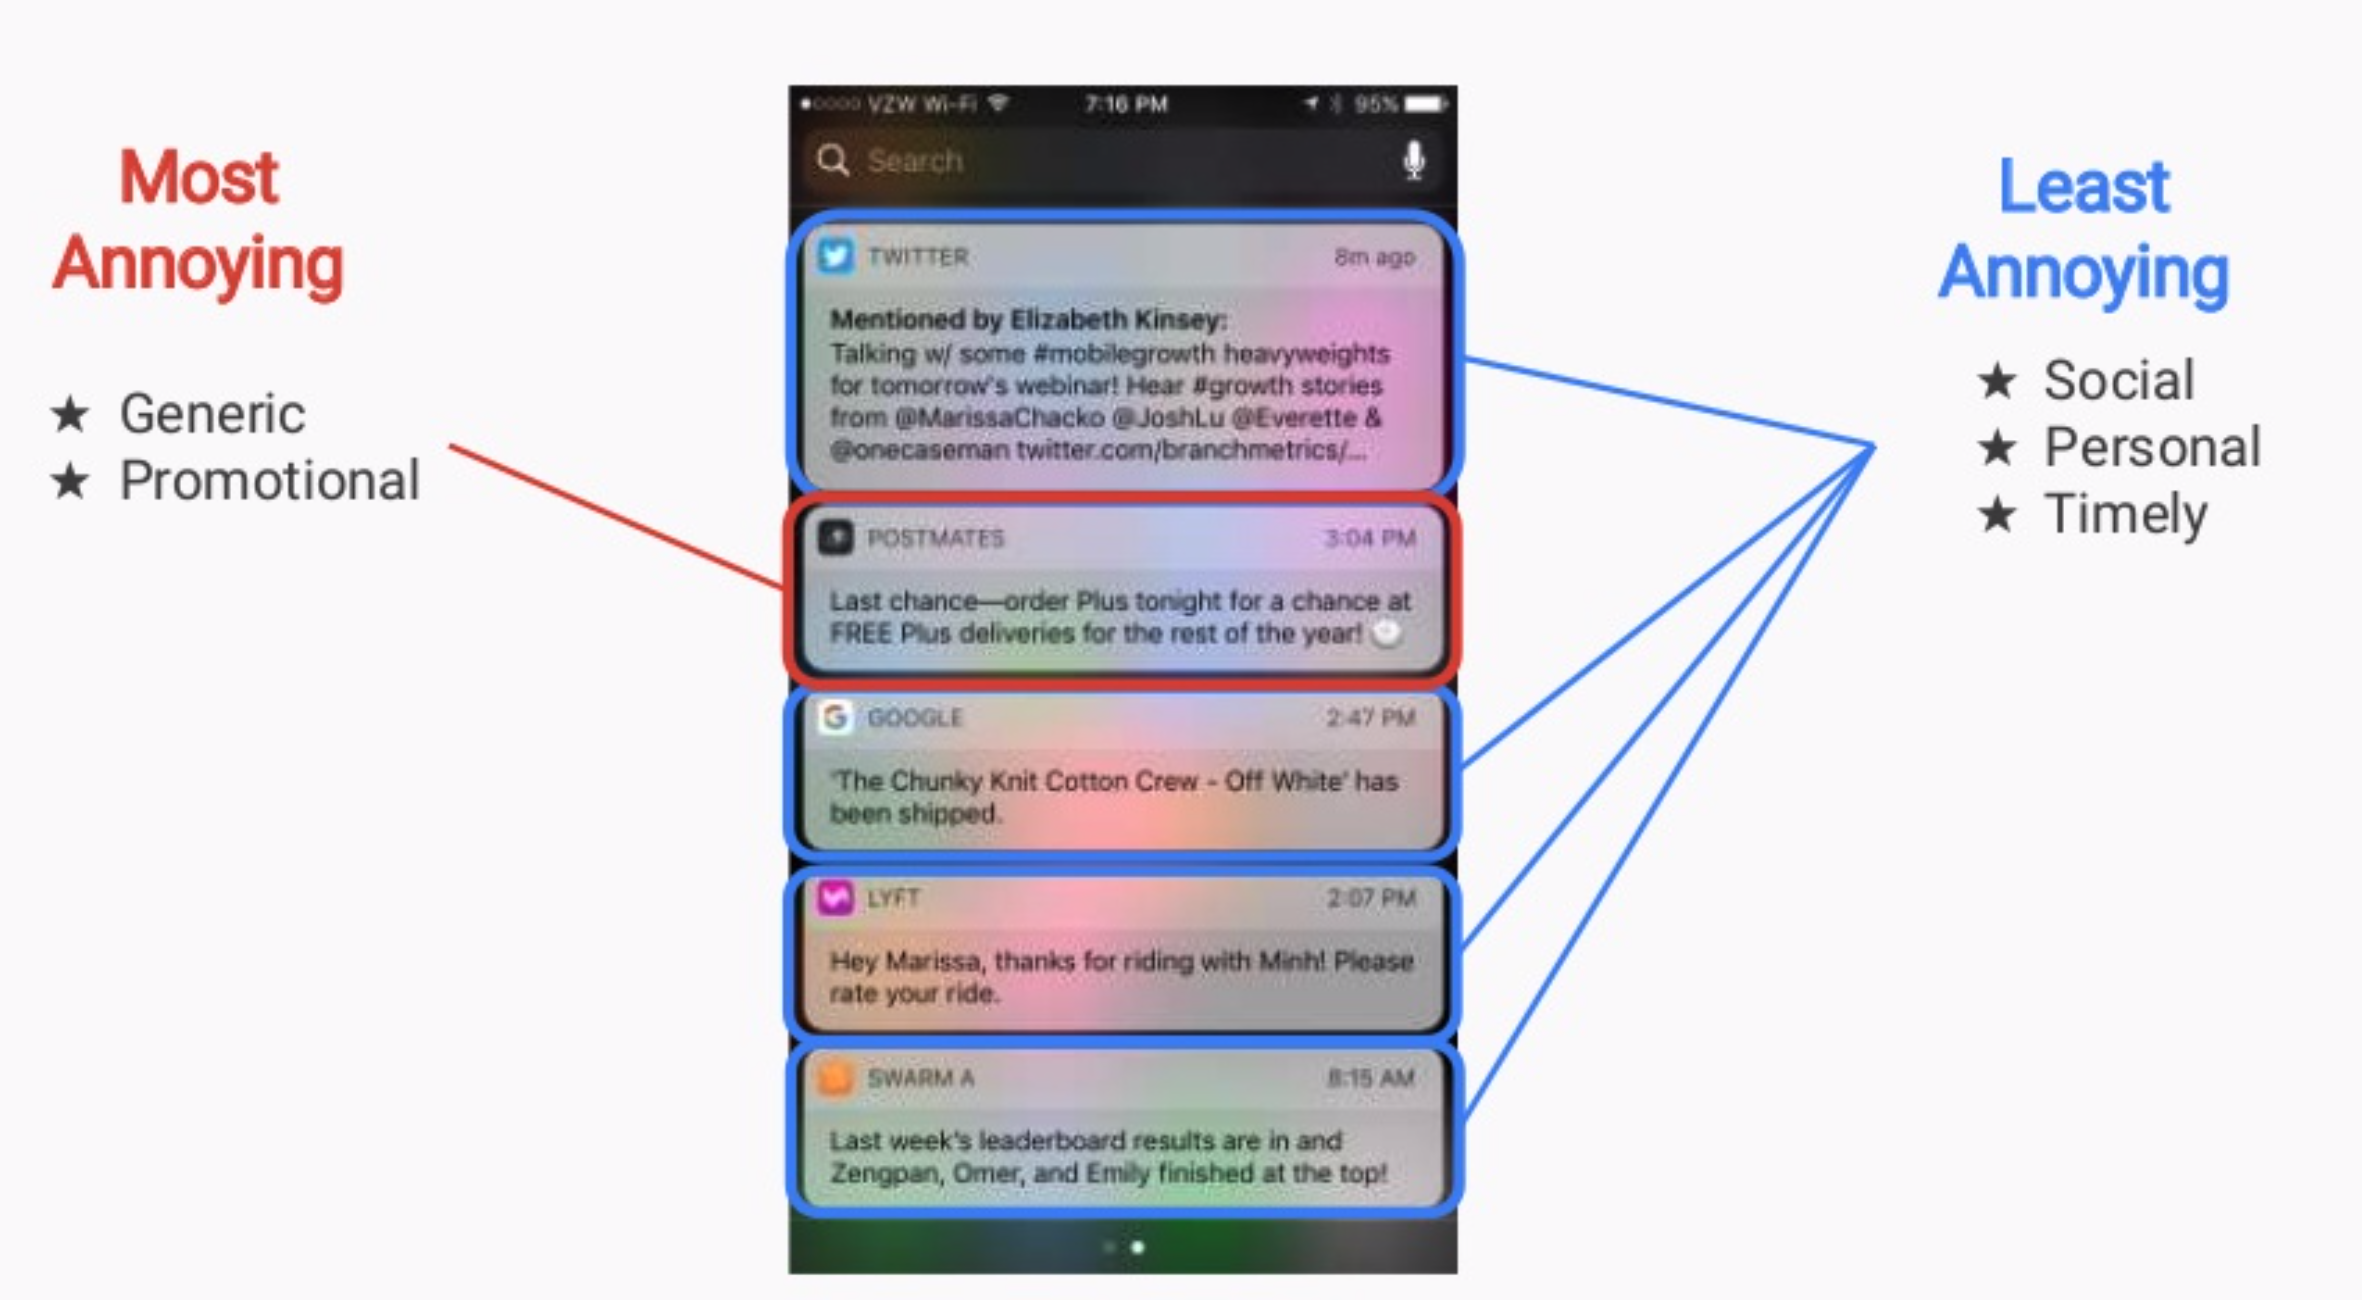 Most
Annoying
★ Generic
★ Promotional
VZW Wi-Fi 7:16 PM 95%
Search
TWITTER 8m ago
Mentioned by Elizabeth Kinsey:
Talking w/ some #mobilegrowth heavyweights
for tomorrow's webinar! Hear #growth stories
from @MarissaChacko @JoshLu @Everette &
@onecaseman twitter.com/branchmetrics/...
POSTMATES 3:04 PM
Last chance—order Plus tonight for a chance at
FREE Plus deliveries for the rest of the year!
GOOGLE 2:47 PM
'The Chunky Knit Cotton Crew - Off White' has
been shipped.
LYFT 2:07 PM
Hey Marissa, thanks for riding with Minh! Please
rate your ride.
SWARM A 8:15 AM
Last week's leaderboard results are in and
Zengpan, Omer, and Emily finished at the top!
Least
Annoying
★ Social
★ Personal
★ Timely